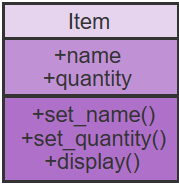 Item
+name
+quantity
+set_name()
+set_quantity()
+display()